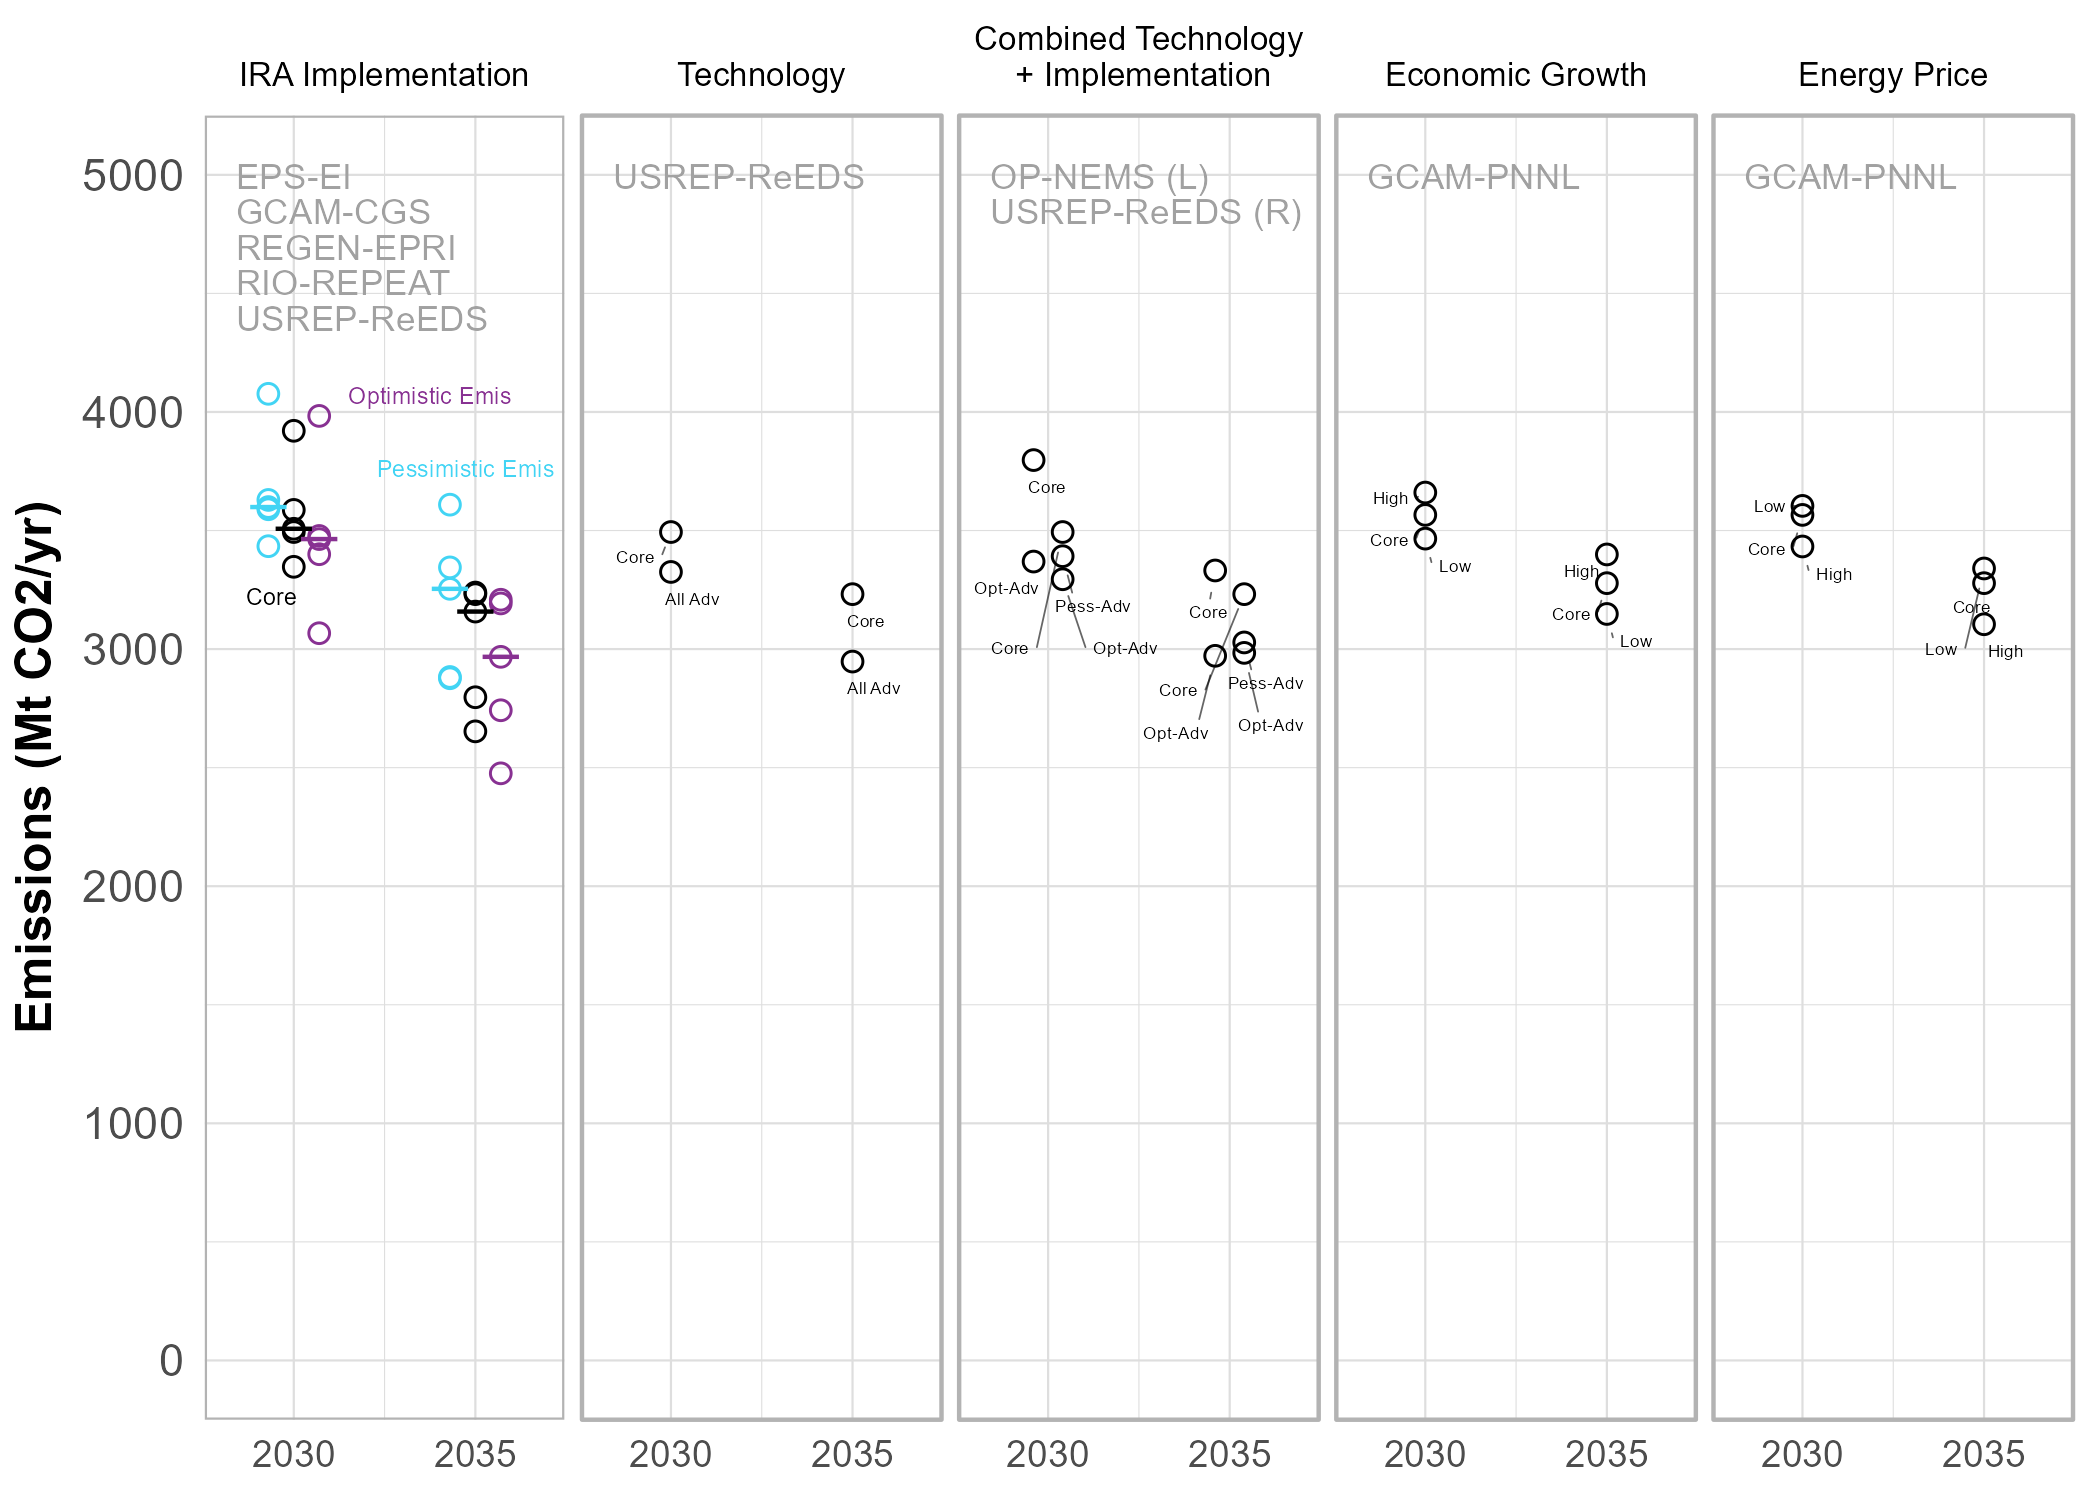 IRA Implementation
Technology
Combined Technology
+ Implementation
Economic Growth
Energy Price
Emissions (Mt CO2/yr)
5000
4000
3000
2000
1000
0
EPS-EI
GCAM-CGS
REGEN-EPRI
RIO-REPEAT
USREP-ReEDS
Optimistic Emis
Pessimistic Emis
Core
2030
2035
USREP-ReEDS
Core
All Adv
Core
All Adv
2030
2035
OP-NEMS (L)
USREP-ReEDS (R)
Core
Opt-Adv
Pess-Adv
Core
Opt-Adv
Core
Core
Pess-Adv
Opt-Adv
Opt-Adv
2030
2035
GCAM-PNNL
High
Core
Low
High
Core
Low
2030
2035
GCAM-PNNL
Low
Core
High
Core
Low
High
2030
2035